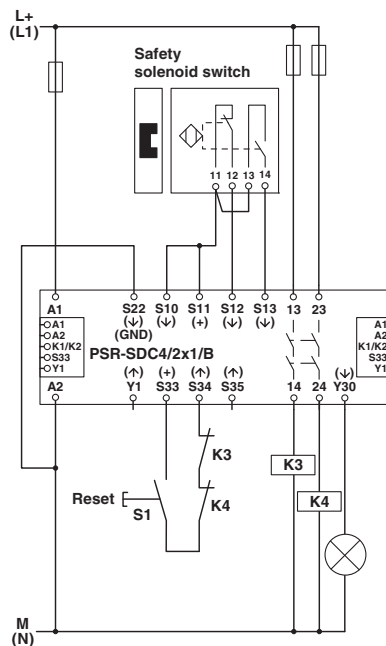 L+
(L1)
Safety
solenoid switch
11 12 13 14
A1 S22 S10 S11 S12 S13 13 23
(↓) (↓) (+) (↓) (↓)
(GND)
A1
A2
K1/K2
S33
Y1
A1
A2
K1/K2
S33
Y1
PSR-SDC4/2x1/B
(↑) (+) (↑) (↑) (↓)
A2 Y1 S33 S34 S35 14 24 Y30
K3
K3
K4
Reset
S1
K4
M
(N)